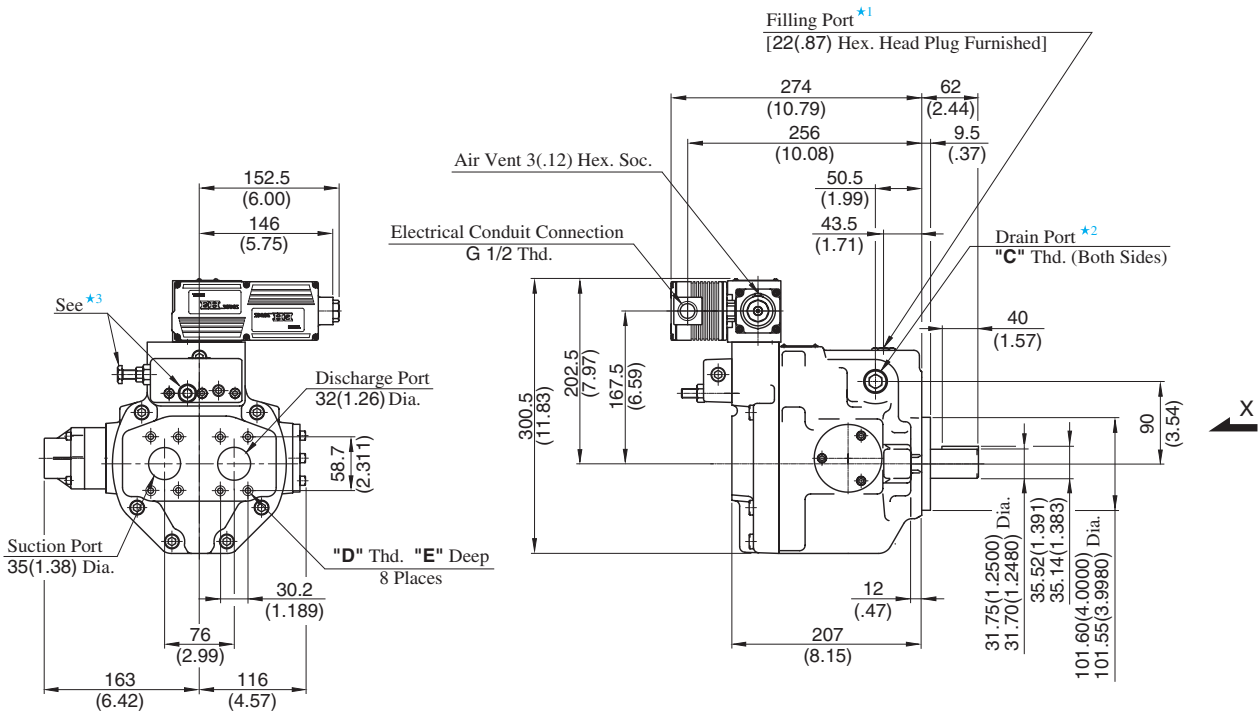 Filling Port ★1
[22(.87) Hex. Head Plug Furnished]
274
(10.79)
62
(2.44)
256
(10.08)
9.5
(.37)
Air Vent 3(.12) Hex. Soc.
50.5
(1.99)
152.5
(6.00)
146
(5.75)
43.5
(1.71)
Electrical Conduit Connection
G 1/2 Thd.
Drain Port ★2
"C" Thd. (Both Sides)
See ★3
40
(1.57)
Discharge Port
32(1.26) Dia.
300.5
(11.83)
202.5
(7.97)
167.5
(6.59)
90
(3.54)
X
58.7
(2.311)
Suction Port
35(1.38) Dia.
"D" Thd. "E" Deep
8 Places
30.2
(1.189)
76
(2.99)
163
(6.42)
116
(4.57)
12
(.47)
207
(8.15)
31.75(1.2500)
31.70(1.2480) Dia.
35.52(1.391)
35.14(1.383)
101.60(4.0000)
101.55(3.9980) Dia.